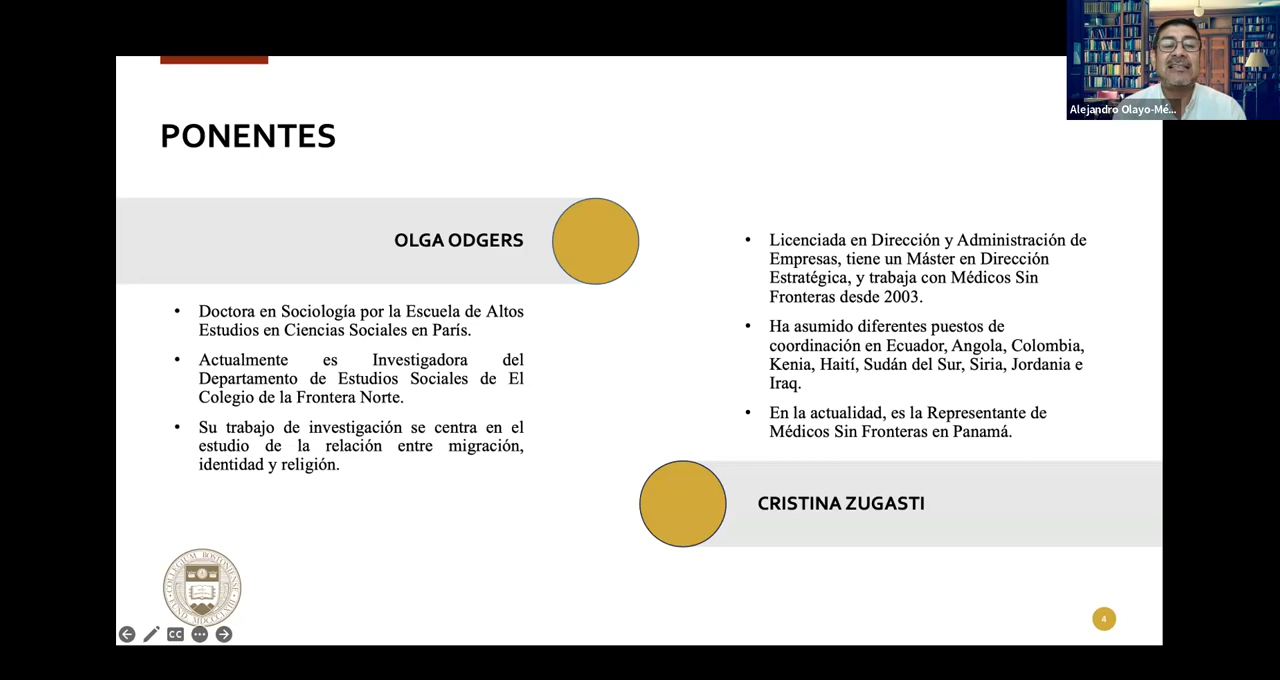 Alejandro Olayo-Mé...
PONENTES
OLGA ODGERS
• Doctora en Sociología por la Escuela de Altos
Estudios en Ciencias Sociales en París.
• Actualmente es Investigadora del
Departamento de Estudios Sociales de El
Colegio de la Frontera Norte.
• Su trabajo de investigación se centra en el
estudio de la relación entre migración,
identidad y religión.
• Licenciada en Dirección y Administración de
Empresas, tiene un Máster en Dirección
Estratégica, y trabaja con Médicos Sin
Fronteras desde 2003.
• Ha asumido diferentes puestos de
coordinación en Ecuador, Angola, Colombia,
Kenia, Haití, Sudán del Sur, Siria, Jordania e
Iraq.
• En la actualidad, es la Representante de
Médicos Sin Fronteras en Panamá.
CRISTINA ZUGASTI
COLLEGIUM BOSTONIENSE
FUND. MDCCCLXIII
CC
4